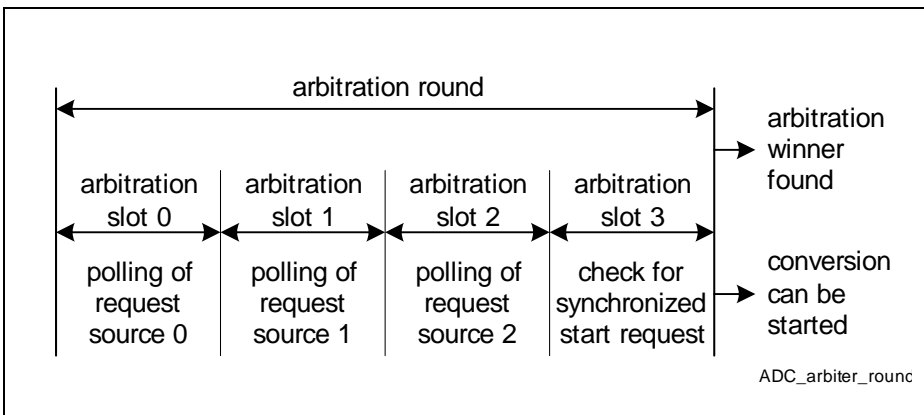 arbitration round
arbitration
winner
found
arbitration
slot 0
arbitration
slot 1
arbitration
slot 2
arbitration
slot 3
polling of
request
source 0
polling of
request
source 1
polling of
request
source 2
check for
synchronized
start request
conversion
can be
started
ADC_arbiter_round